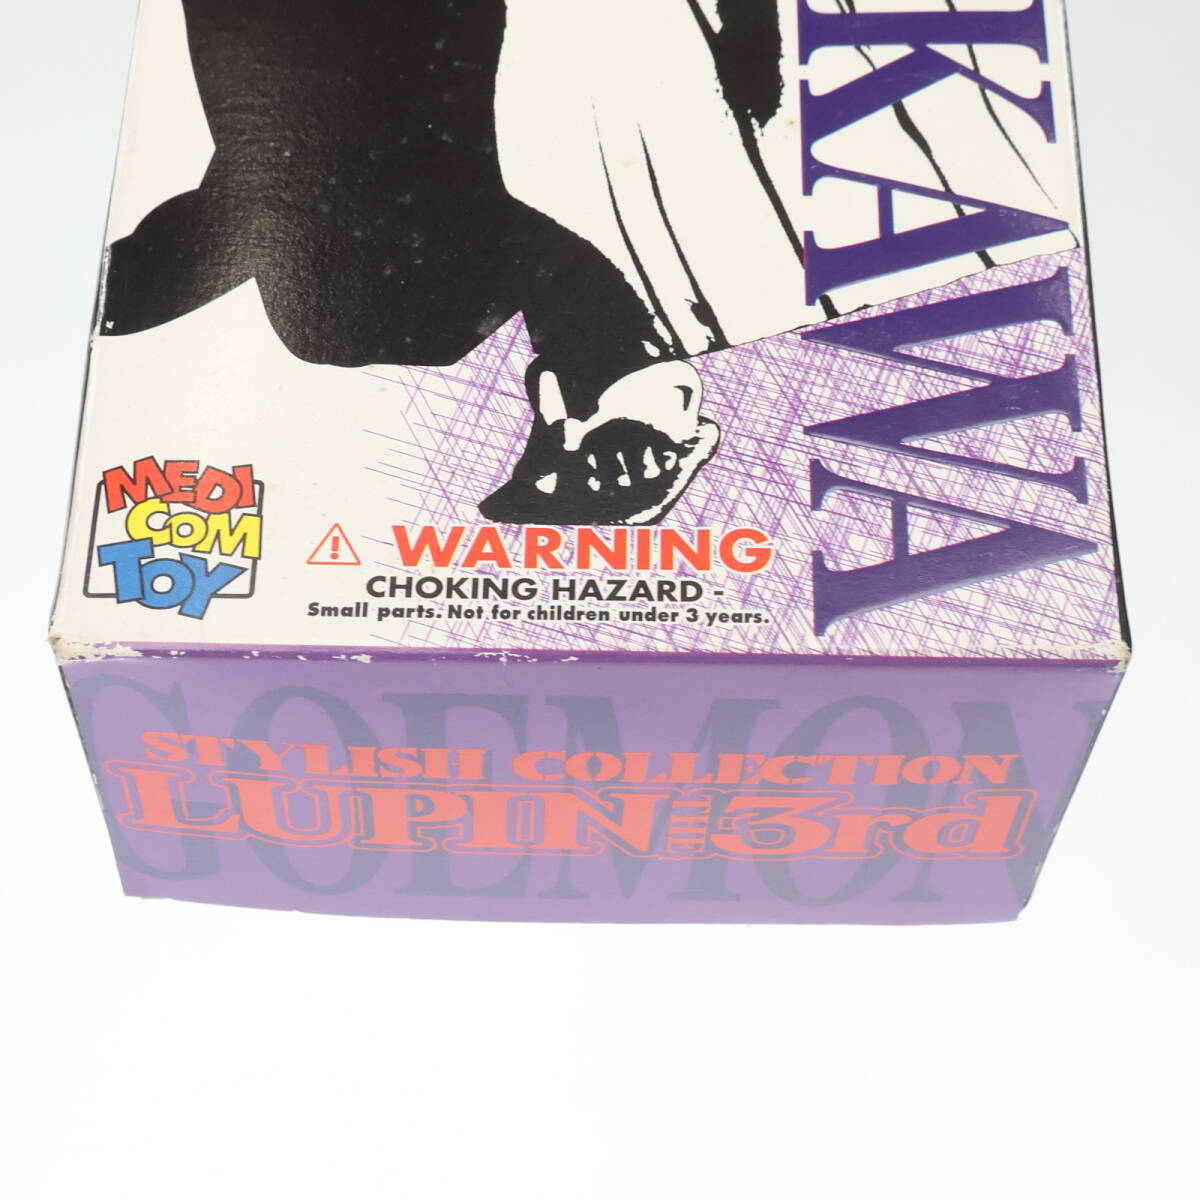 KAWA
MEDI
COM
TOY
WARNING
CHOKING HAZARD -
Small parts. Not for children under 3 years.
GOEMON
STYLISH COLLECTION
LUPIN THE 3rd